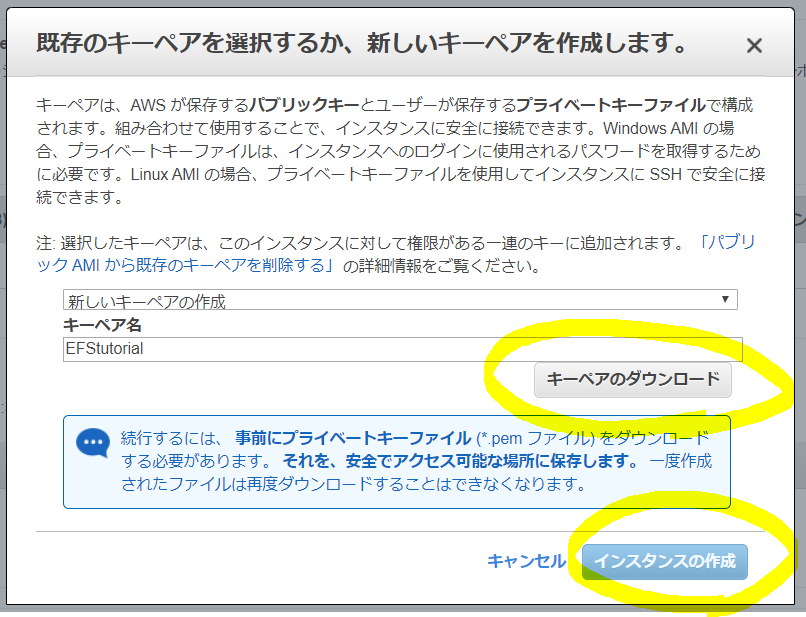 既存のキーペアを選択するか、新しいキーペアを作成します。
キーペアは、AWS が保存するパブリックキーとユーザーが保存するプライベートキーファイルで構成
されます。組み合わせて使用することで、インスタンスに安全に接続できます。Windows AMI の場
合、プライベートキーファイルは、インスタンスへのログインに使用されるパスワードを取得するため
に必要です。Linux AMI の場合、プライベートキーファイルを使用してインスタンスに SSH で安全に接
続できます。
注: 選択したキーペアは、このインスタンスに対して権限がある一連のキーに追加されます。 「パブリ
ック AMI から既存のキーペアを削除する」 の詳細情報をご覧ください。
新しいキーペアの作成
キーペア名
EFStutorial
キーペアのダウンロード
続行するには、 事前にプライベートキーファイル (*.pem ファイル) をダウンロード
する必要があります。 それを、安全でアクセス可能な場所に保存します。 一度作成
されたファイルは再度ダウンロードすることはできなくなります。
キャンセル
インスタンスの作成